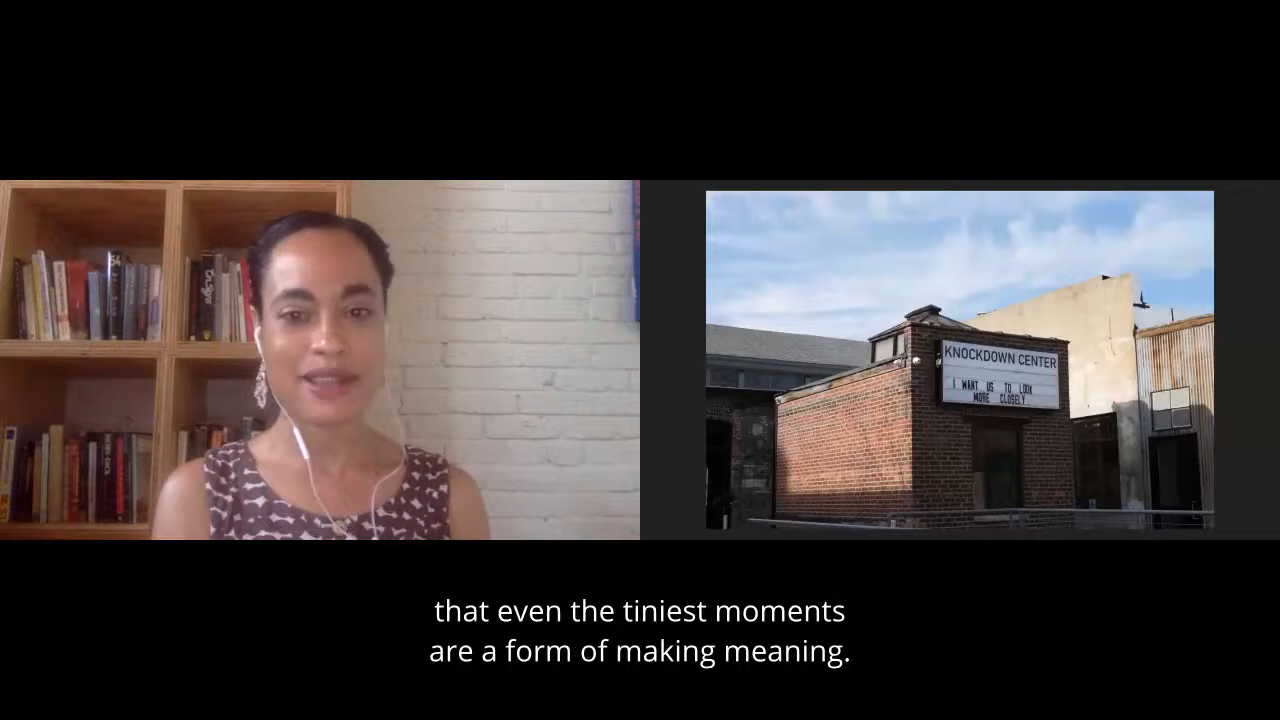 KNOCKDOWN CENTER
I WANT US TO LOOK
MORE CLOSELY
that even the tiniest moments
are a form of making meaning.